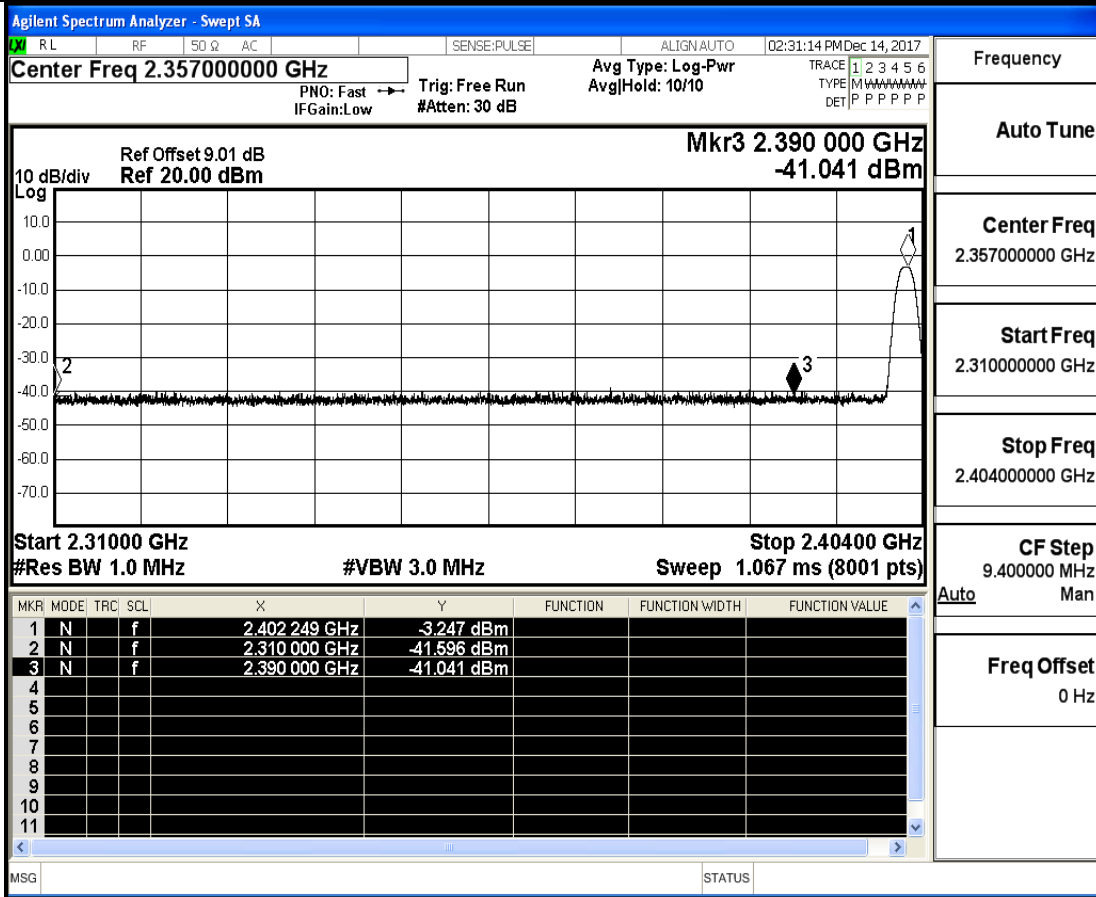 Agilent Spectrum Analyzer - Swept SA
LXI RL RF 50 Ω AC SENSE:PULSE ALIGN AUTO 02:31:14 PM Dec 14, 2017
Center Freq 2.357000000 GHz
PNO: Fast
IFGain:Low
Trig: Free Run
#Atten: 30 dB
Avg Type: Log-Pwr
Avg|Hold: 10/10
TRACE 1 2 3 4 5 6
TYPE M WWWWW
DET P P P P P P
Ref Offset 9.01 dB
Ref 20.00 dBm
10 dB/div
Log
Mkr3 2.390 000 GHz
-41.041 dBm
10.0
0.00
-10.0
-20.0
-30.0
-40.0
-50.0
-60.0
-70.0
1
2
3
Start 2.31000 GHz
Stop 2.40400 GHz
#Res BW 1.0 MHz
#VBW 3.0 MHz
Sweep 1.067 ms (8001 pts)
MKR MODE TRC SCL X Y FUNCTION FUNCTION WIDTH FUNCTION VALUE
1 N f 2.402 249 GHz -3.247 dBm
2 N f 2.310 000 GHz -41.596 dBm
3 N f 2.390 000 GHz -41.041 dBm
4
5
6
7
8
9
10
11
MSG STATUS
Frequency
Auto Tune
Center Freq
2.357000000 GHz
Start Freq
2.310000000 GHz
Stop Freq
2.404000000 GHz
CF Step
9.400000 MHz
Auto Man
Freq Offset
0 Hz